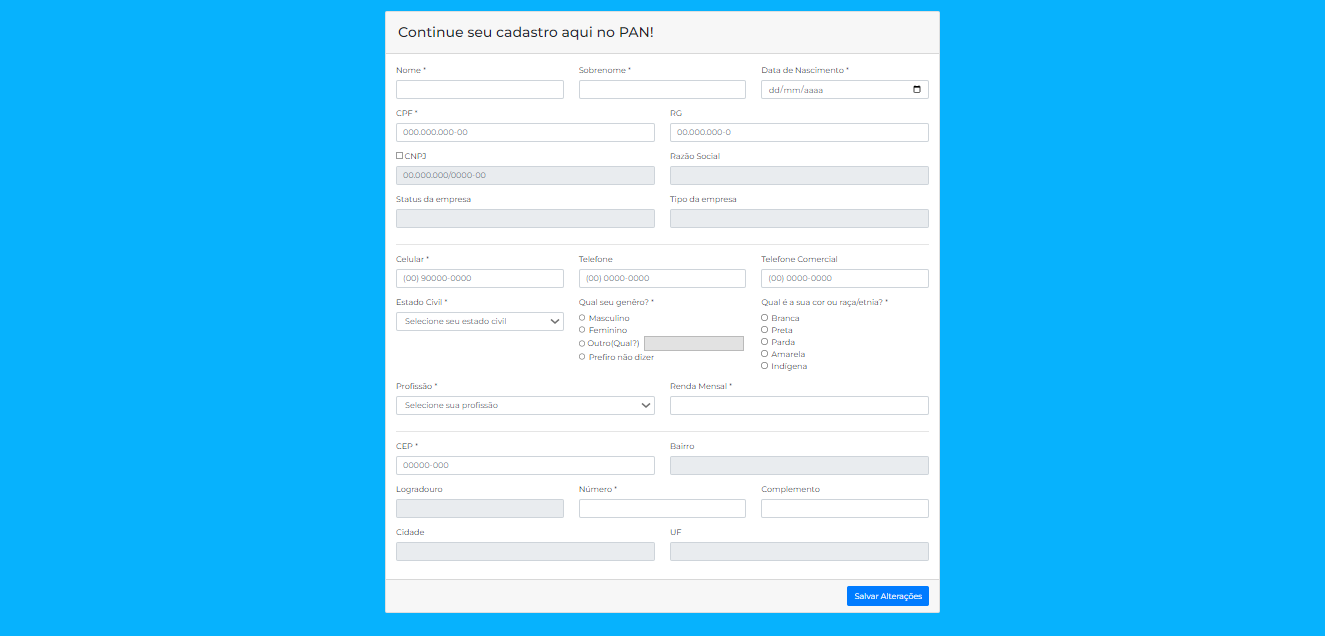 Continue seu cadastro aqui no PAN!
Nome * Sobrenome * Data de Nascimento *
dd/mm/aaaa
CPF * RG
000.000.000-00 00.000.000-0
CNPJ Razão Social
00.000.000/0000-00
Status da empresa Tipo da empresa
Celular * Telefone Telefone Comercial
(00) 90000-0000 (00) 0000-0000 (00) 0000-0000
Estado Civil * Qual seu genêro? * Qual é a sua cor ou raça/etnia? *
Selecione seu estado civil Masculino Branca
Feminino Preta
Outro(Qual?) Parda
Prefiro não dizer Amarela
Indígena
Profissão * Renda Mensal *
Selecione sua profissão
CEP * Bairro
00000-000
Logradouro Número * Complemento
Cidade UF
Salvar Alterações